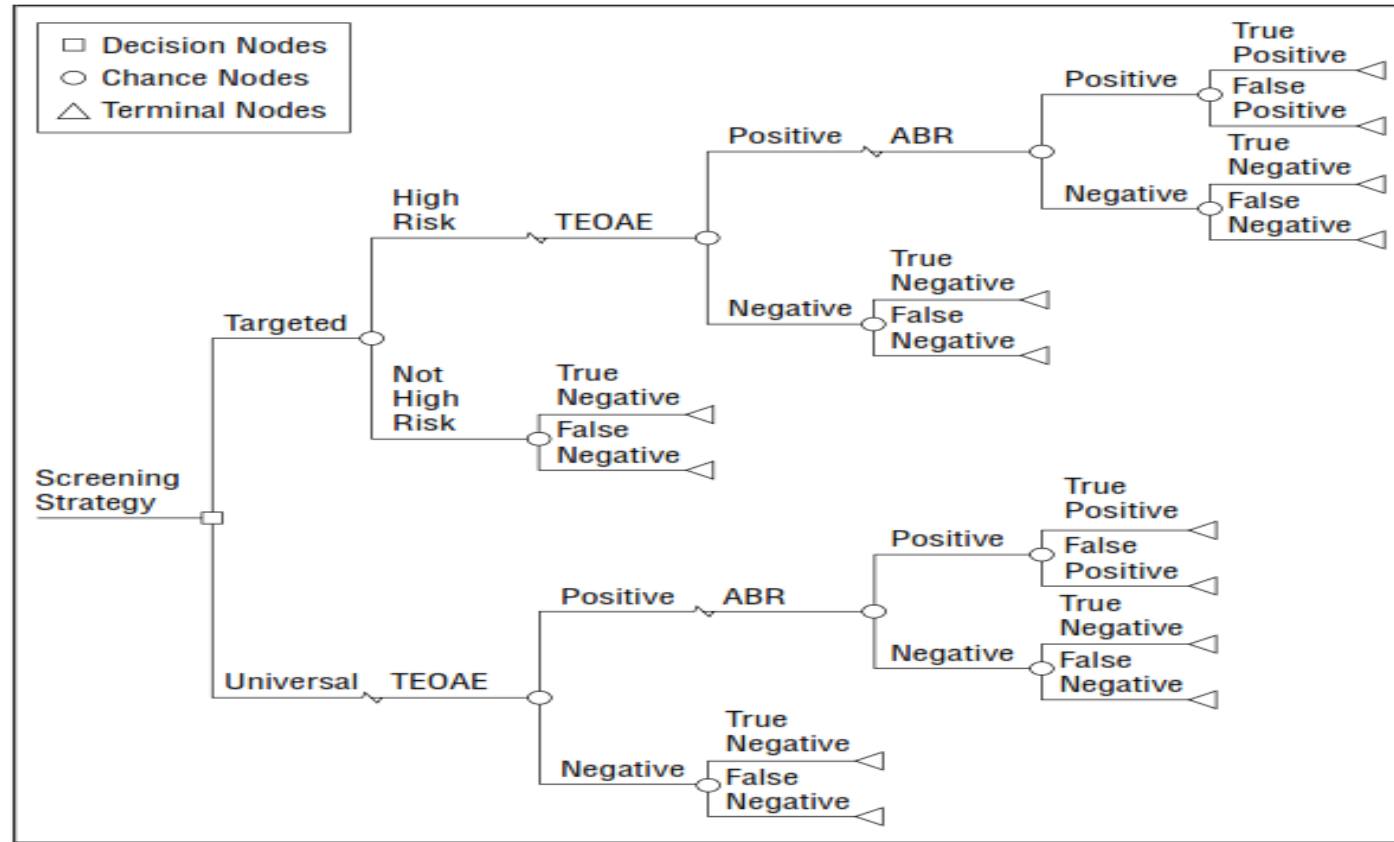 Decision Nodes
Chance Nodes
Terminal Nodes
True
Positive
Positive
False
Positive
Positive
ABR
True
Negative
Negative
False
Negative
High
Risk
TEOAE
True
Negative
Negative
False
Negative
Targeted
Not
High
Risk
True
Negative
False
Negative
Screening
Strategy
True
Positive
Positive
False
Positive
Positive
ABR
True
Negative
Negative
False
Negative
Universal
TEOAE
True
Negative
Negative
False
Negative